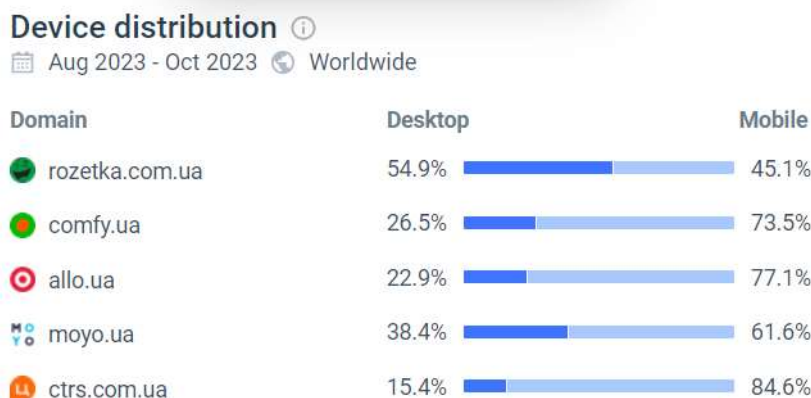 Device distribution
Aug 2023 - Oct 2023 Worldwide
Domain Desktop Mobile
rozetka.com.ua 54.9% 45.1%
comfy.ua 26.5% 73.5%
allo.ua 22.9% 77.1%
MO
YO moyo.ua 38.4% 61.6%
Ц ctrs.com.ua 15.4% 84.6%